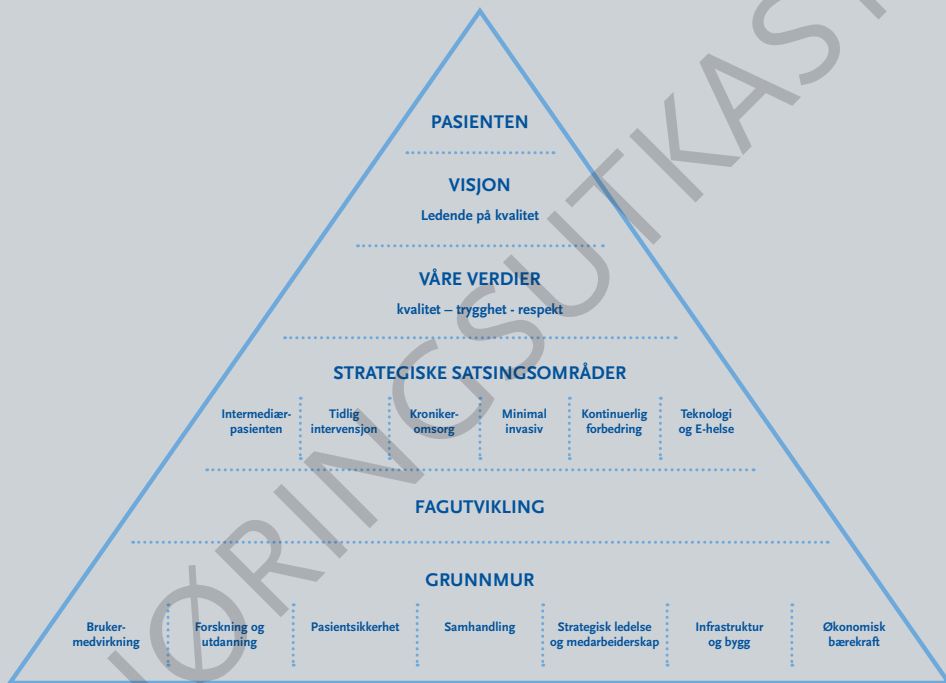 PASIENTEN
VISJON
Ledende på kvalitet
VÅRE VERDIER
kvalitet – trygghet - respekt
STRATEGISKE SATSINGSOMRÅDER
Intermediær-
pasienten
Tidlig
intervensjon
Kroniker-
omsorg
Minimal
invasiv
Kontinuerlig
forbedring
Teknologi
og E-helse
FAGUTVIKLING
GRUNNMUR
Bruker-
medvirkning
Forskning og
utdanning
Pasientsikkerhet
Samhandling
Strategisk ledelse
og medarbeiderskap
Infrastruktur
og bygg
Økonomisk
bærekraft
JØRINGSUTKAST